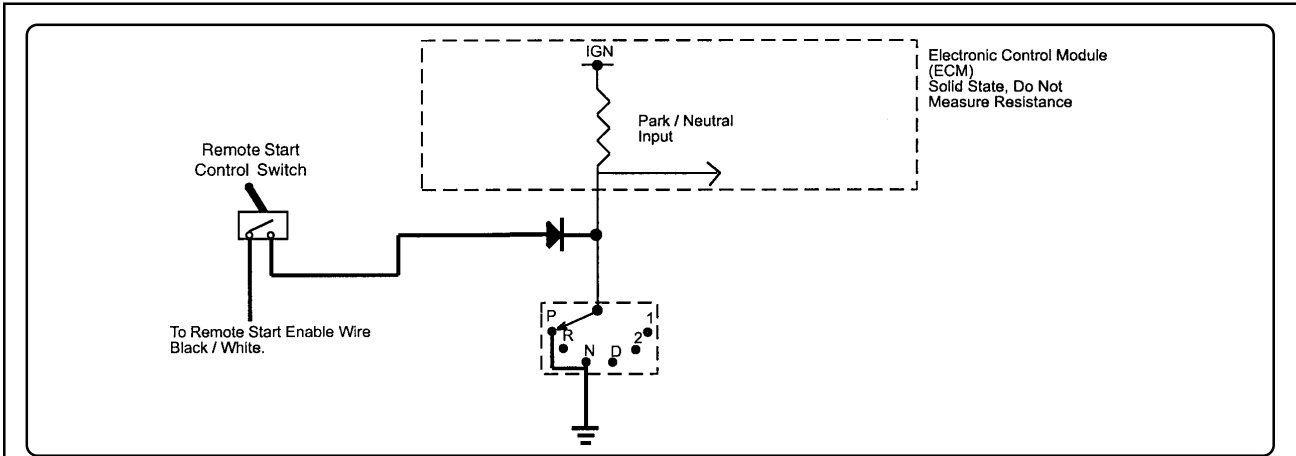 IGN
Electronic Control Module
(ECM)
Solid State, Do Not
Measure Resistance
Park / Neutral
Input
Remote Start
Control Switch
To Remote Start Enable Wire
Black / White.
P
R
N
D
2
1